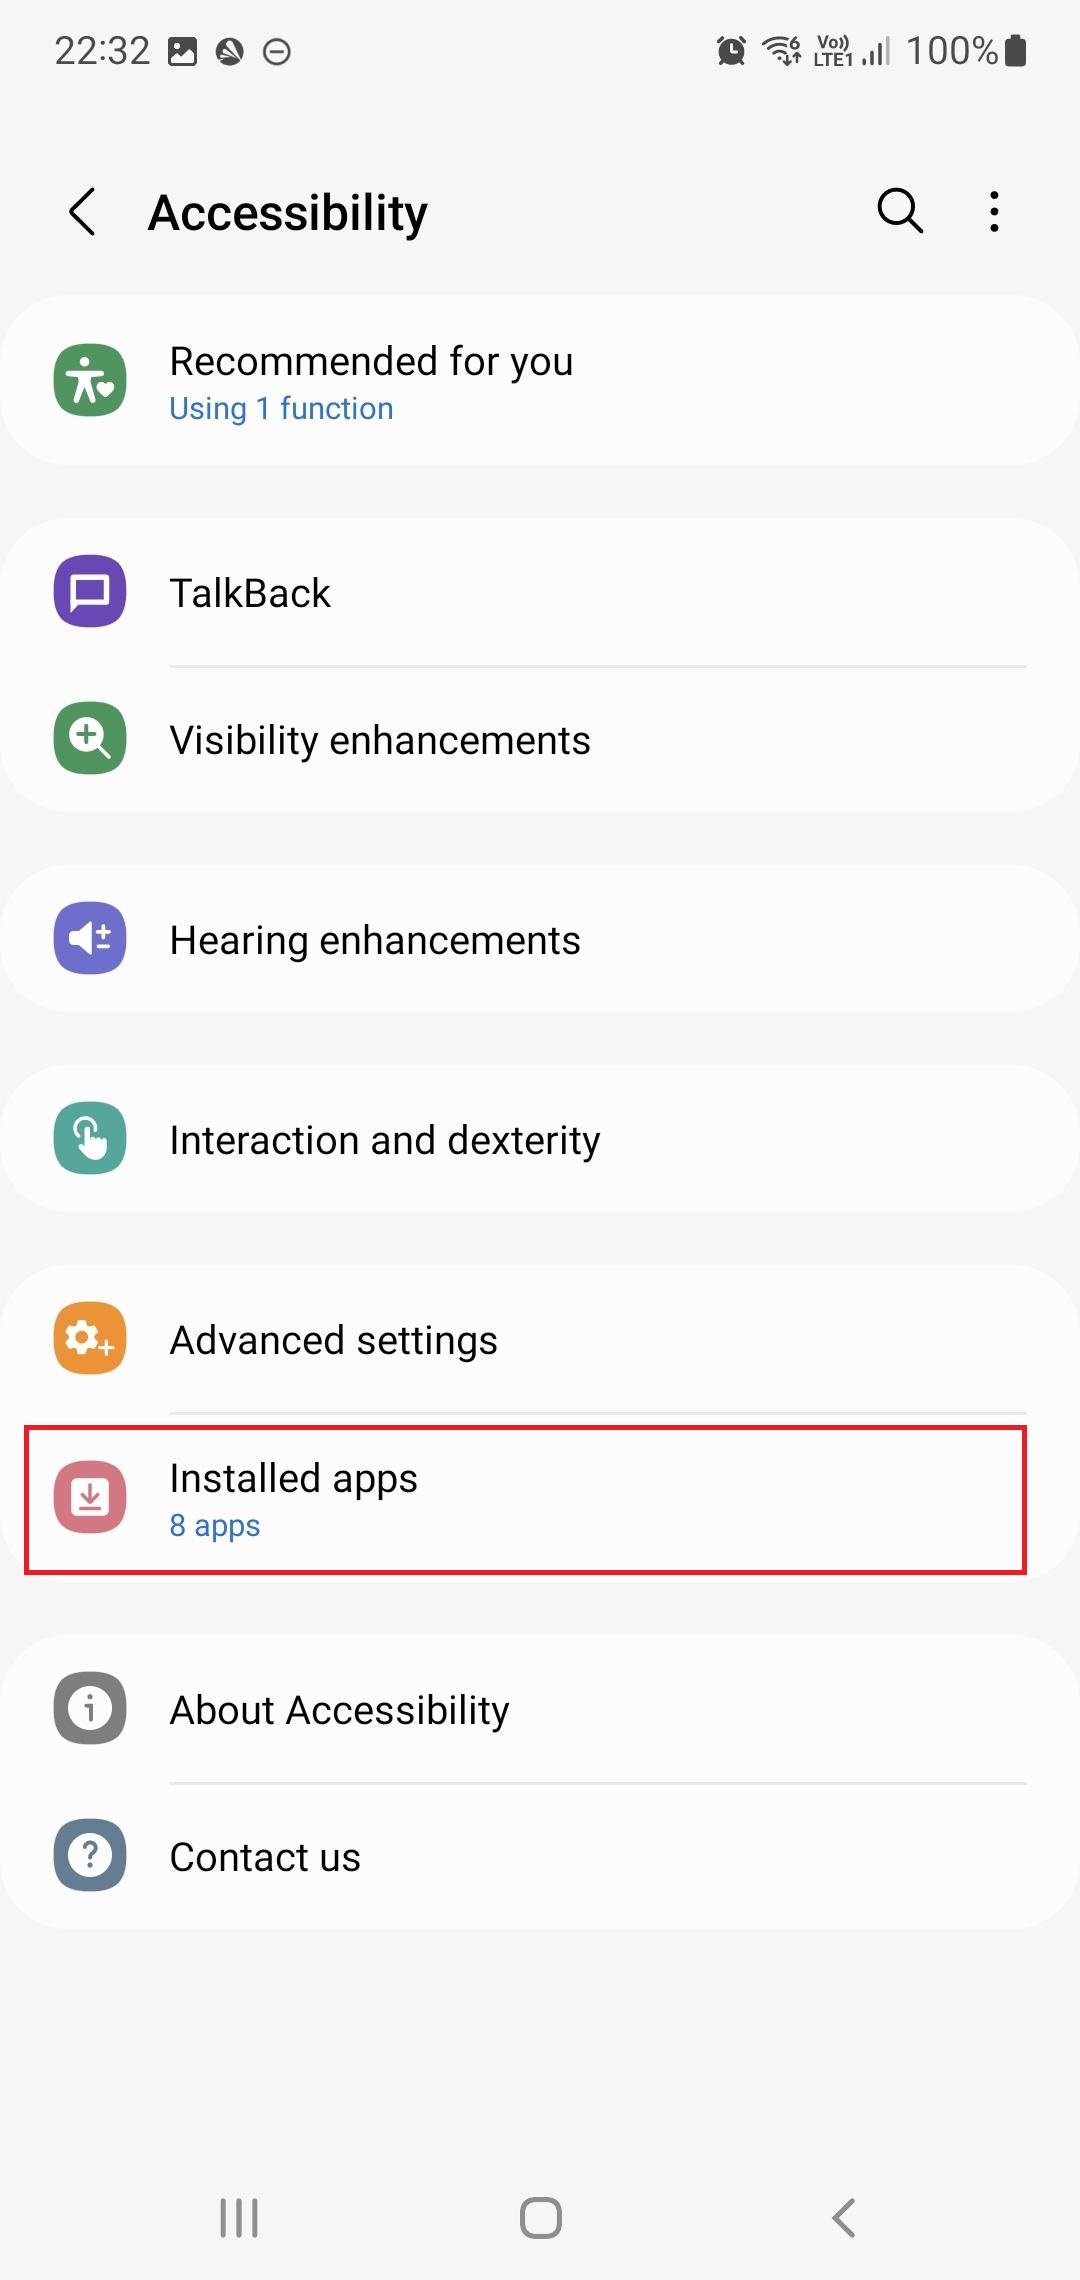 22:32
Vo)) LTE1 100%
Accessibility
Recommended for you
Using 1 function
TalkBack
Visibility enhancements
Hearing enhancements
Interaction and dexterity
Advanced settings
Installed apps
8 apps
About Accessibility
Contact us